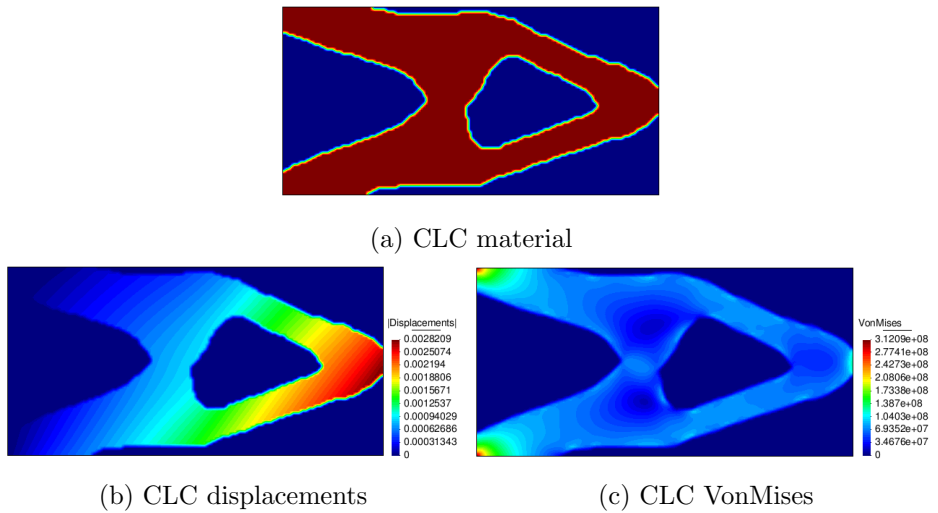 (a) CLC material
|Displacements|
0.0028209
0.0025074
0.002194
0.0018806
0.0015671
0.0012537
0.00094029
0.00062686
0.00031343
0
VonMises
3.1209e+08
2.7741e+08
2.4273e+08
2.0806e+08
1.7338e+08
1.387e+08
1.0403e+08
6.9352e+07
3.4676e+07
0
(b) CLC displacements
(c) CLC VonMises